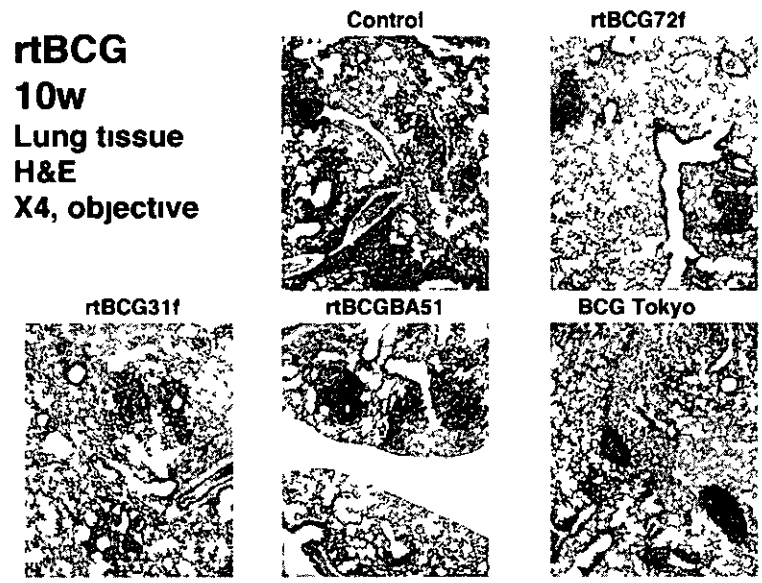 rtBCG
10w
Lung tissue
H&E
X4, objective
Control
rtBCG72f
rtBCG31f
rtBCGBA51
BCG Tokyo